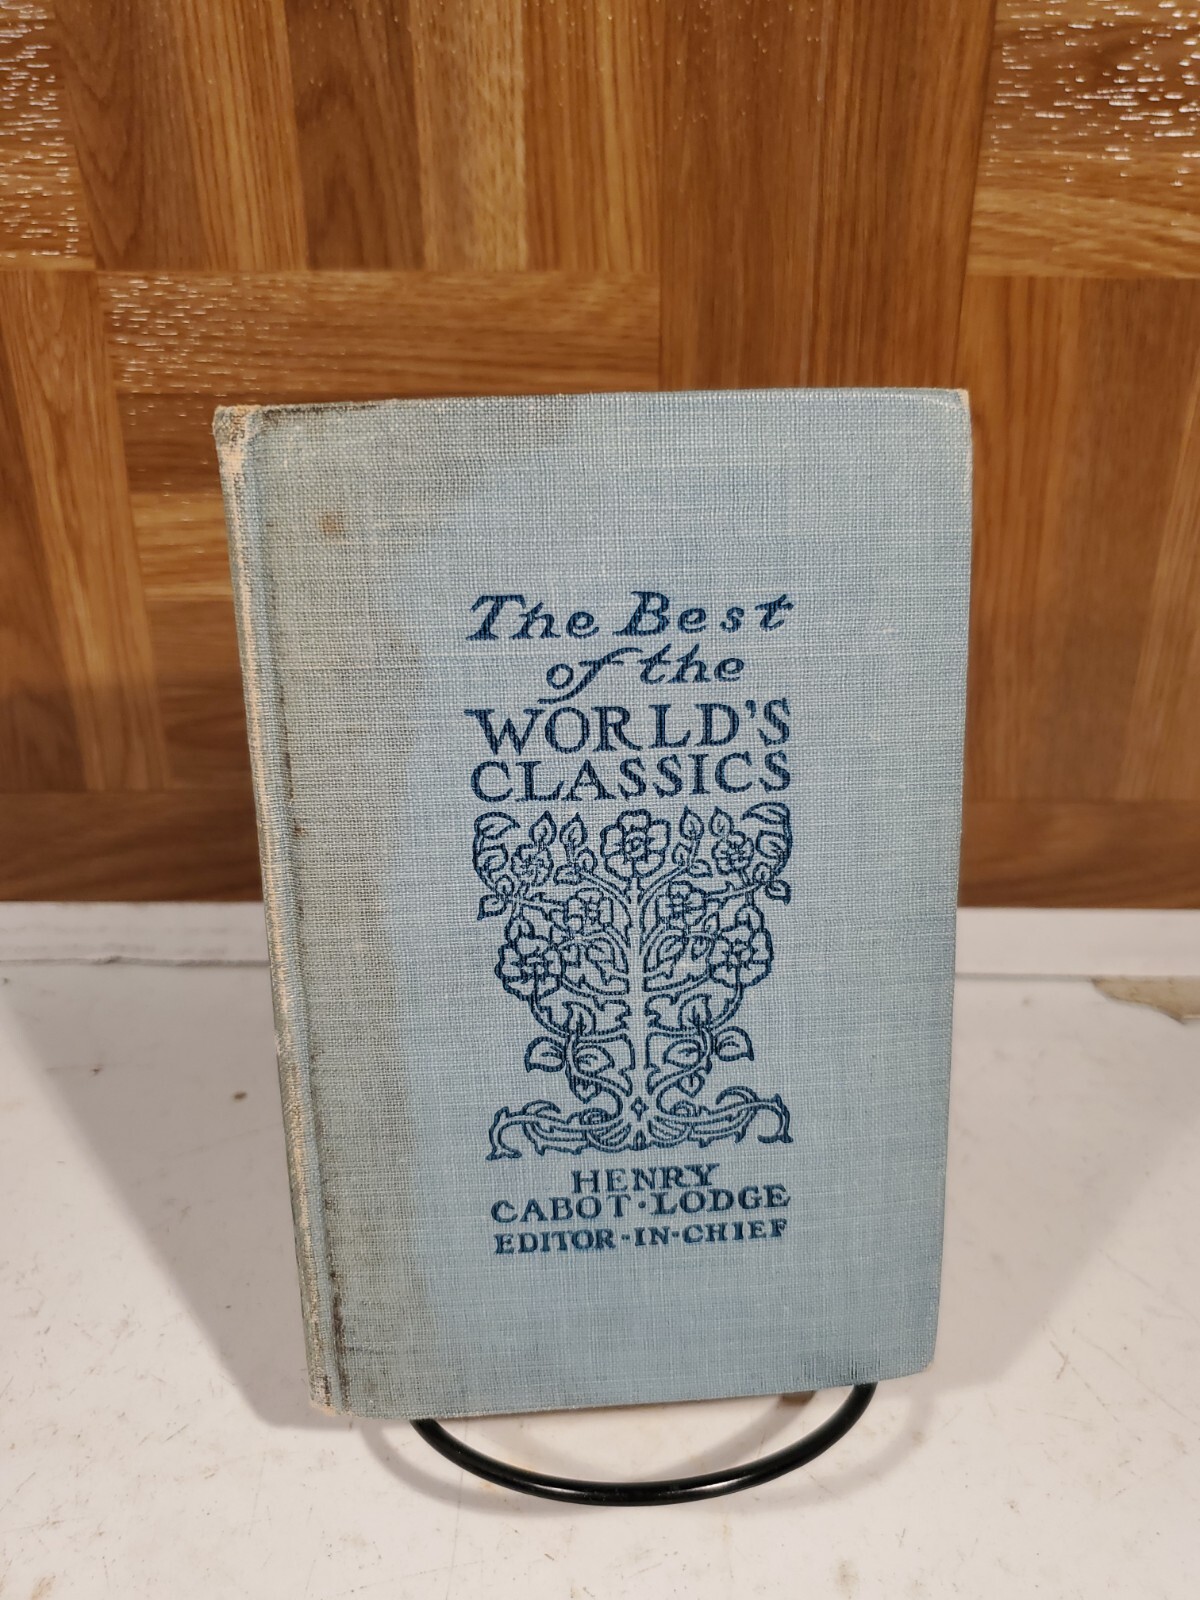 The Best
of the
WORLD'S
CLASSICS
HENRY
CABOT·LODGE
EDITOR-IN-CHIEF